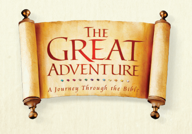 THE
GREAT
ADVENTURE
A Journey Through the Bible